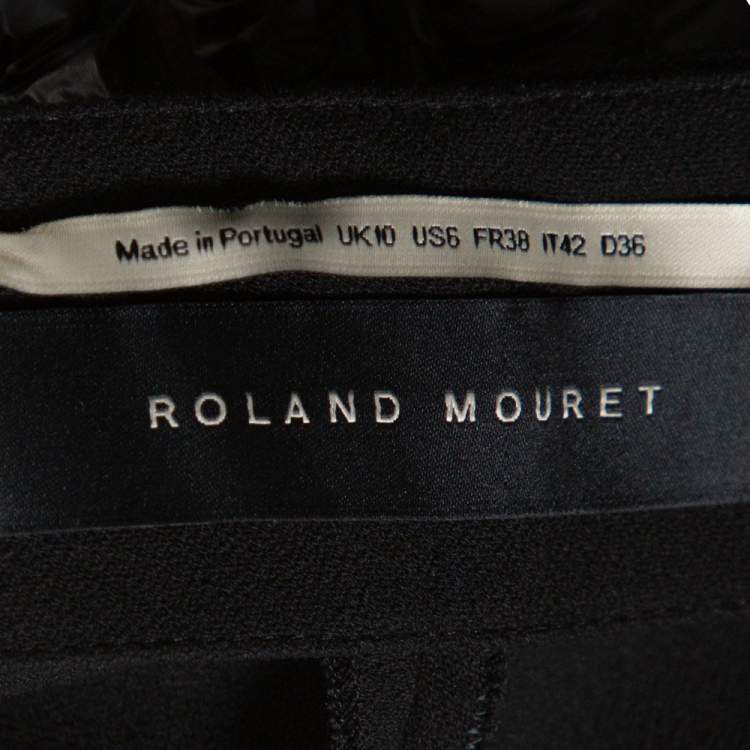 Made in Portugal UK10 US6 FR38 IT42 D36
ROLAND MOURET